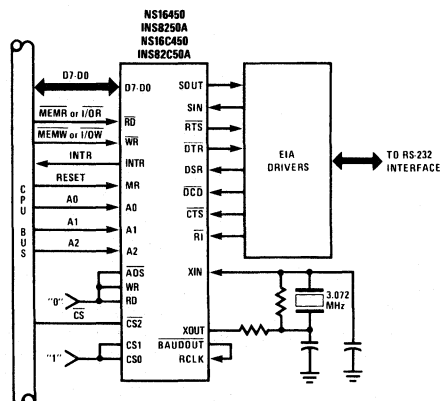 NS16450
INS8250A
NS16C450
INS82C50A
CPU BUS
D7-D0
MEMR or I/OR
MEMW or I/OW
INTR
RESET
A0
A1
A2
"0"
CS
"1"
D7-D0
RD
WR
INTR
MR
A0
A1
A2
ADS
WR
RD
CS2
CS1
CS0
SOUT
SIN
RTS
DTR
DSR
DCD
CTS
RI
XIN
XOUT
BAUDOUT
RCLK
EIA
DRIVERS
TO RS-232
INTERFACE
3.072
MHz